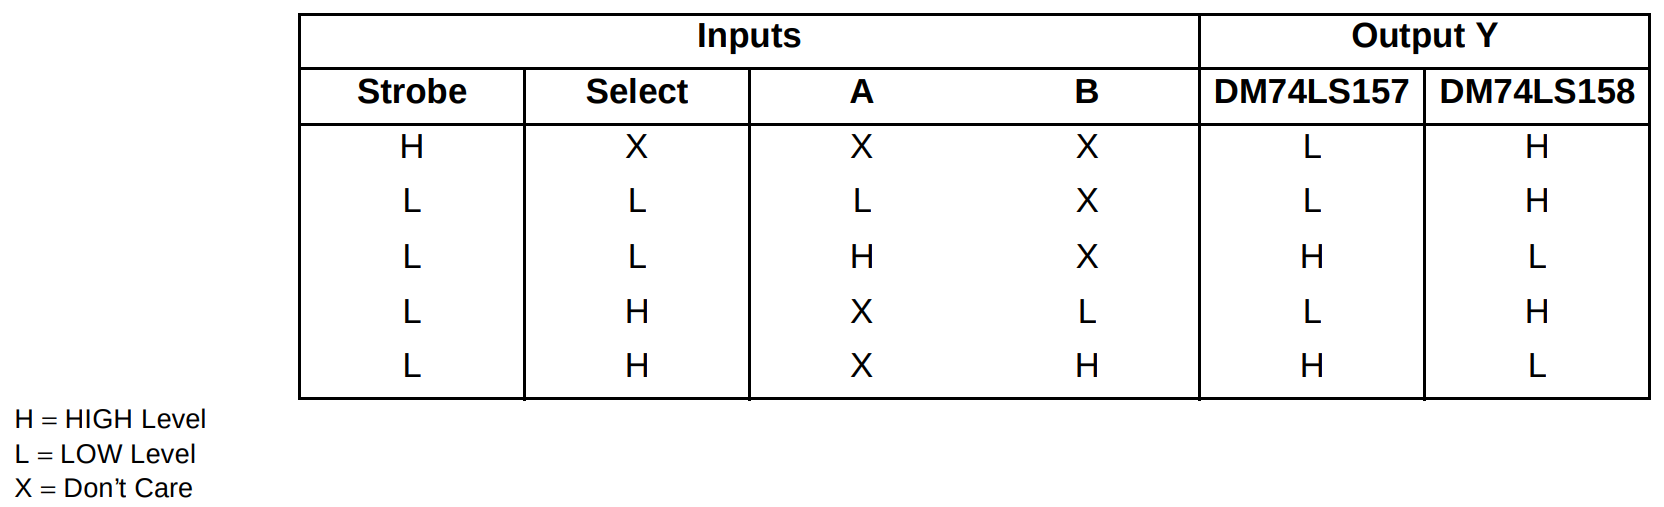 Inputs Output Y
Strobe Select A B DM74LS157 DM74LS158
H X X X L H
L L L X L H
L L H X H L
L H X L L H
L H X H H L
H = HIGH Level
L = LOW Level
X = Don’t Care